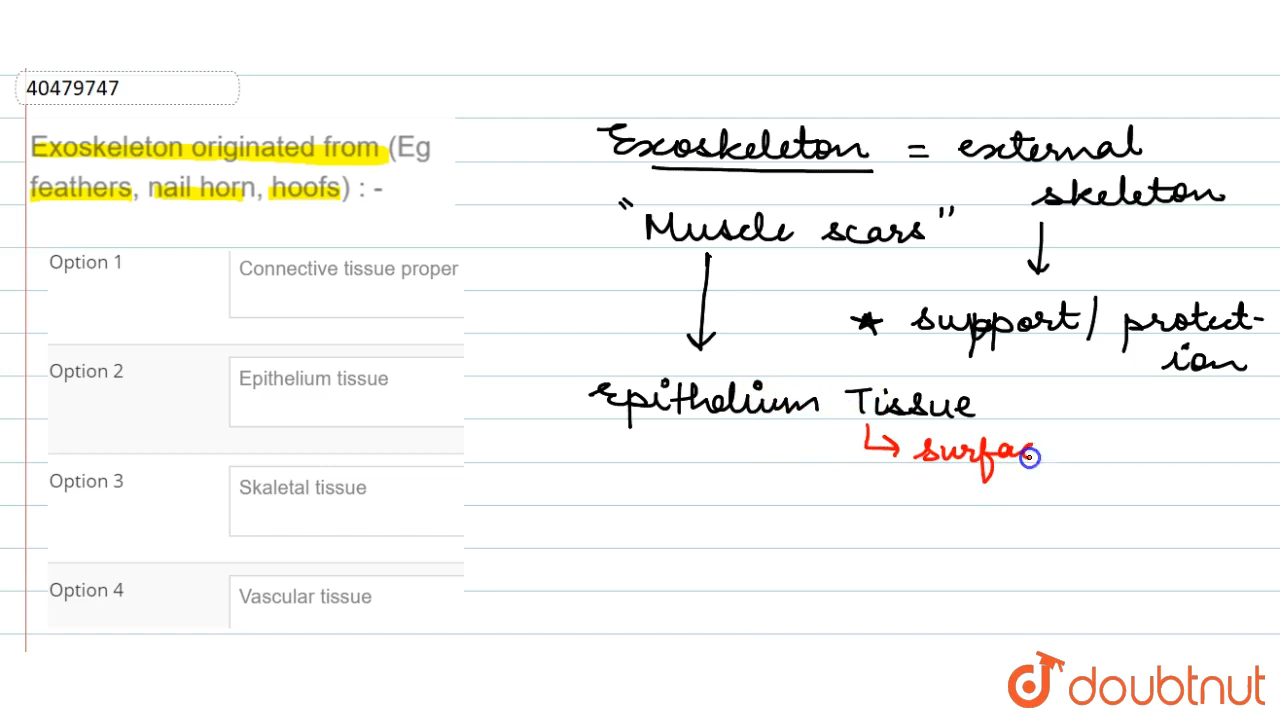 40479747
Exoskeleton originated from (Eg
feathers, nail horn, hoofs) : -
Option 1
Connective tissue proper
Option 2
Epithelium tissue
Option 3
Skaletal tissue
Option 4
Vascular tissue
Exoskeleton = external
skeleton
"Muscle scars"
* support/ protect-
ion
Epithelium Tissue
↳ surfac
doubtnut